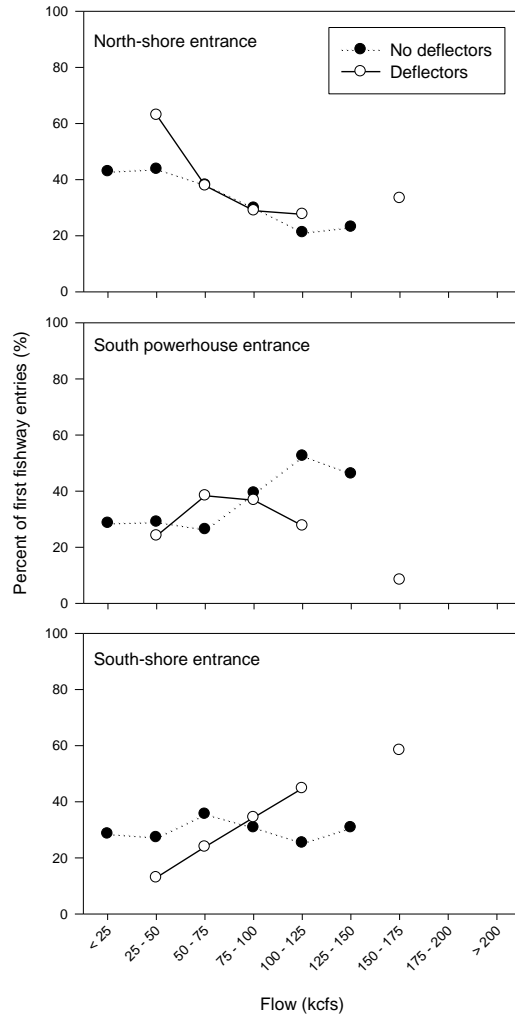 100
80
60
40
20
0
North-shore entrance
No deflectors
Deflectors
Percent of first fishway entries (%)
100
80
60
40
20
0
South powerhouse entrance
100
80
60
40
20
0
South-shore entrance
< 25
25 - 50
50 - 75
75 - 100
100 - 125
125 - 150
150 - 175
175 - 200
> 200
Flow (kcfs)